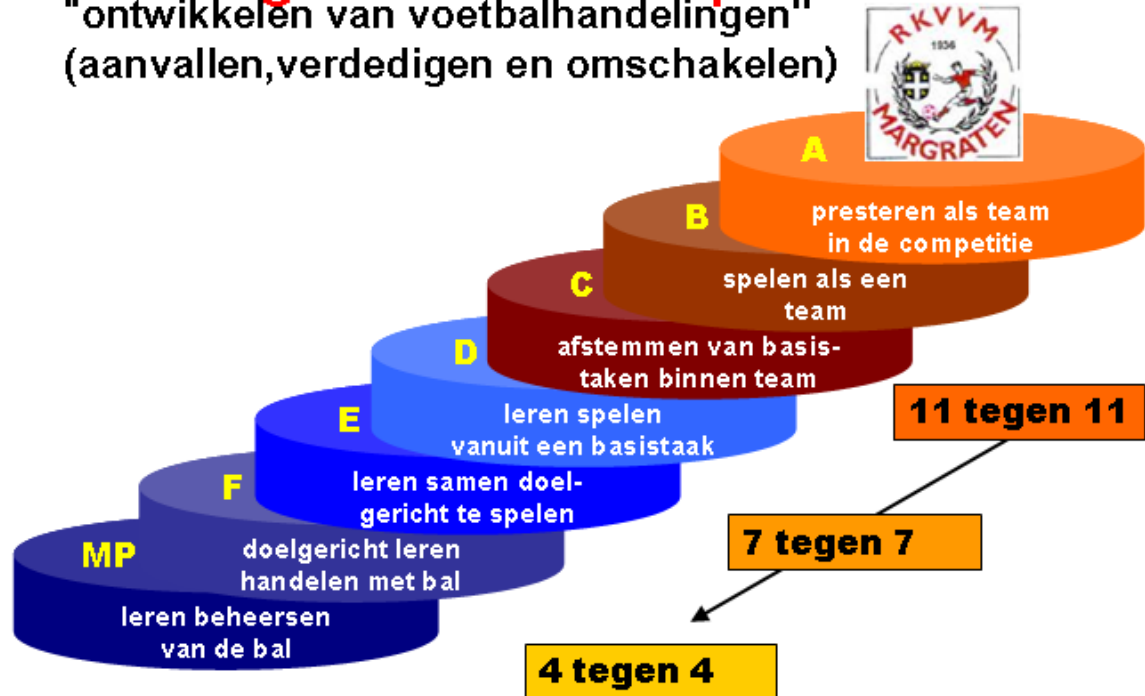 "ontwikkelen van voetbalhandelingen"
(aanvallen,verdedigen en omschakelen)
RKVVM
1936
MARGRATEN
A
presteren als team
in de competitie
B
spelen als een
team
C
afstemmen van basis-
taken binnen team
D
leren spelen
vanuit een basistaak
E
leren samen doel-
gericht te spelen
F
doelgericht leren
handelen met bal
MP
leren beheersen
van de bal
11 tegen 11
7 tegen 7
4 tegen 4